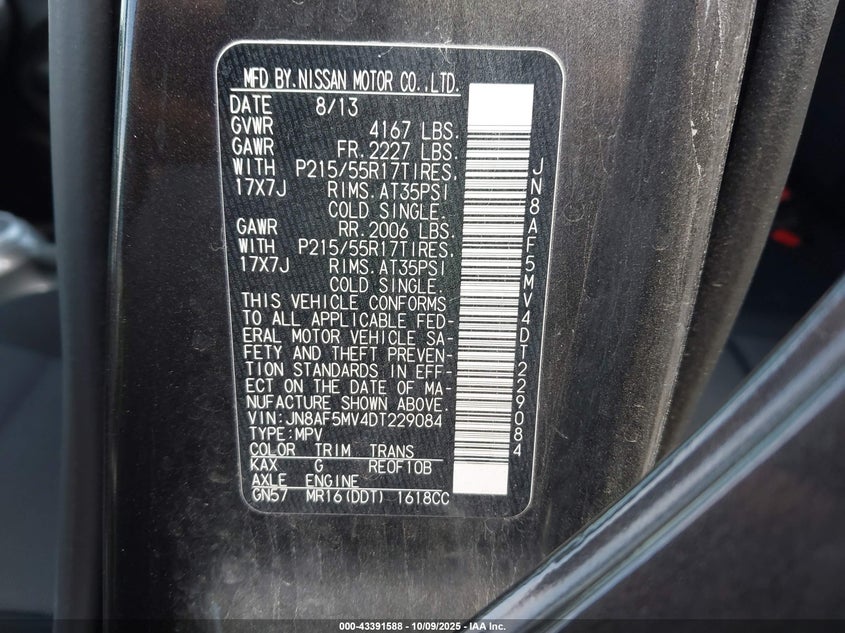 MFD BY.NISSAN MOTOR CO.,LTD.
DATE 8/13
GVWR 4167 LBS.
GAWR FR.2227 LBS.
WITH P215/55R17TIRES.
17X7J RIMS.AT35PSI
COLD SINGLE.
GAWR RR.2006 LBS.
WITH P215/55R17TIRES.
17X7J RIMS.AT35PSI
COLD SINGLE.
THIS VEHICLE CONFORMS
TO ALL APPLICABLE FED-
ERAL MOTOR VEHICLE SA-
FETY AND THEFT PREVEN-
TION STANDARDS IN EFF-
ECT ON THE DATE OF MA-
NUFACTURE SHOWN ABOVE.
VIN:JN8AF5MV4DT229084
TYPE:MPV
COLOR TRIM TRANS
KAX G RE0F10B
AXLE ENGINE
GN57 MR16(DDT) 1618CC
JN8AF5MV4DT229084
000-43391588 - 10/09/2025 - IAA Inc.